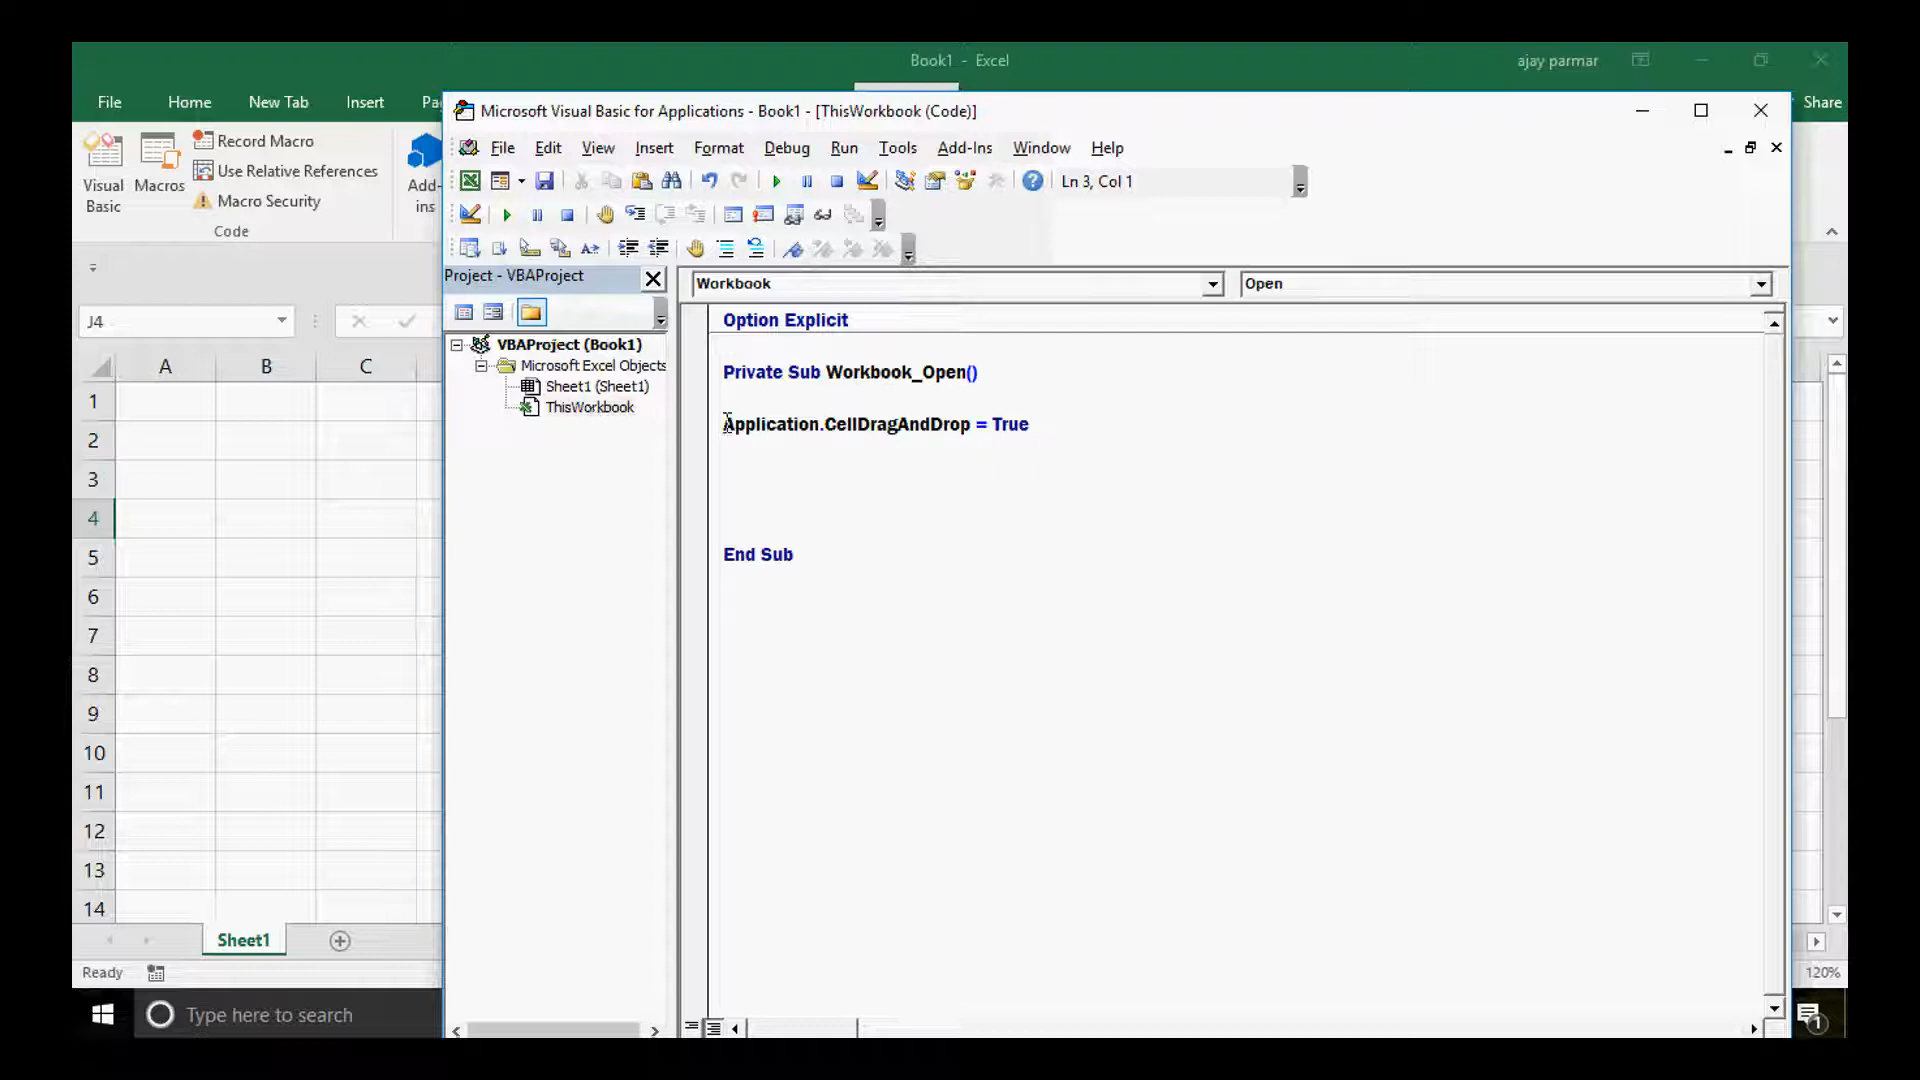 Book1 - Excel
ajay parmar
File Home New Tab Insert Pa
Share
Visual Basic
Macros
Record Macro
Use Relative References
Macro Security
Add-ins
Code
J4
A B C
1
2
3
4
5
6
7
8
9
10
11
12
13
14
Sheet1
Ready
120%
Type here to search
1
Microsoft Visual Basic for Applications - Book1 - [ThisWorkbook (Code)]
File Edit View Insert Format Debug Run Tools Add-Ins Window Help
Ln 3, Col 1
Project - VBAProject
VBAProject (Book1)
Microsoft Excel Objects
Sheet1 (Sheet1)
ThisWorkbook
Workbook
Open
Option Explicit
Private Sub Workbook_Open()
Application.CellDragAndDrop = True
End Sub